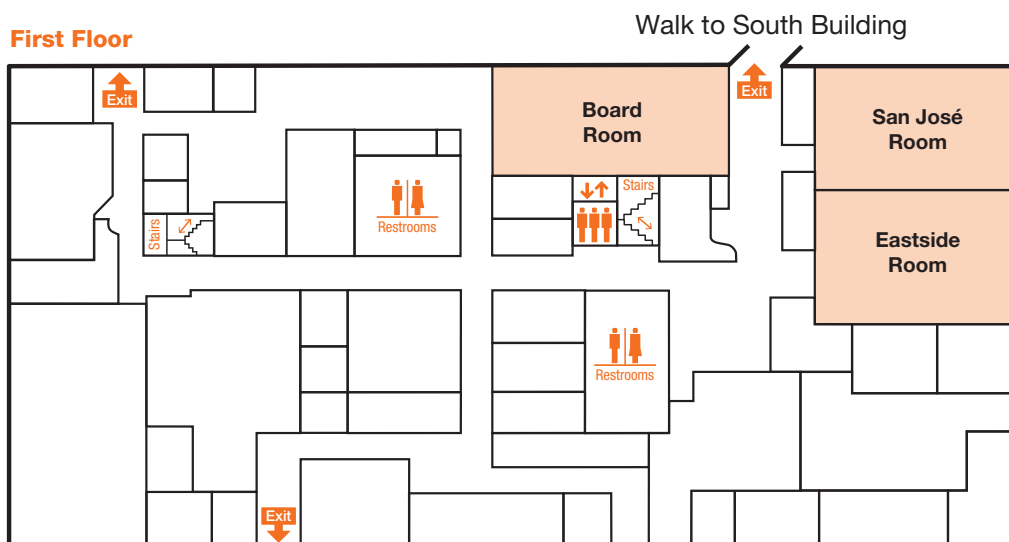 Walk to South Building
First Floor
Exit
Exit
Board
Room
San José
Room
Stairs
Restrooms
Stairs
Eastside
Room
Restrooms
Exit